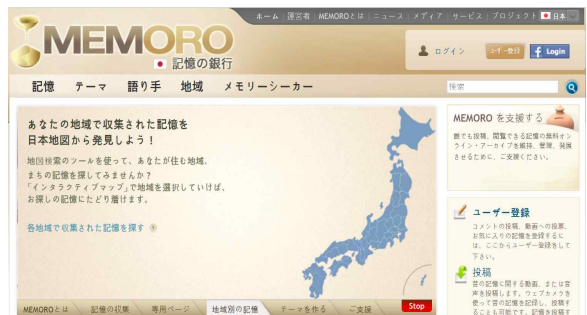 ホーム | 運営者 | MEMOROとは | ニュース | メディア | サービス | プロジェクト 日本
MEMORO
記憶の銀行
ログイン ユーザー登録 f Login
記憶 テーマ 語り手 地域 メモリーシーカー
検索
あなたの地域で収集された記憶を
日本地図から発見しよう！
地図検索のツールを使って、あなたが住む地域、
まちの記憶を探してみませんか？
「インタラクティブマップ」で地域を選択していけば、
お探しの記憶にたどり着けます。
各地域で収集された記憶を探す
MEMOROとは 記憶の収集 専用ページ 地域別の記憶 テーマを作る ご支援 Stop
MEMORO を支援する
誰でも投稿、閲覧できる記憶の無料オン
ライン・アーカイブを維持、管理、発展
させるために、ご支援ください。
ユーザー登録
コメントの投稿、動画への投票、
お気に入りの記憶を登録するに
は、ここからユーザー登録をして
下さい。
投稿
昔の記憶に関する動画、または音
声を投稿します。ウェブカメラを
使って昔の記憶を記録し、投稿す
ることも可能です。記憶を投稿す